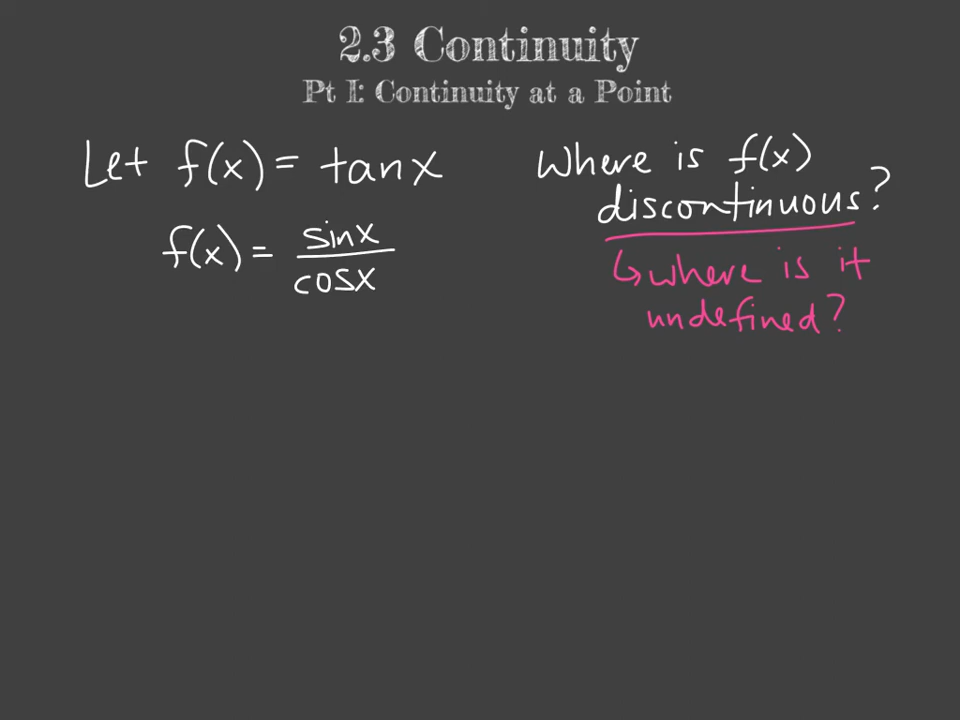 2.3 Continuity
Pt I: Continuity at a Point
Let f(x) = tanx
f(x) = sinx / cosx
Where is f(x)
discontinuous?
↳where is it
undefined?